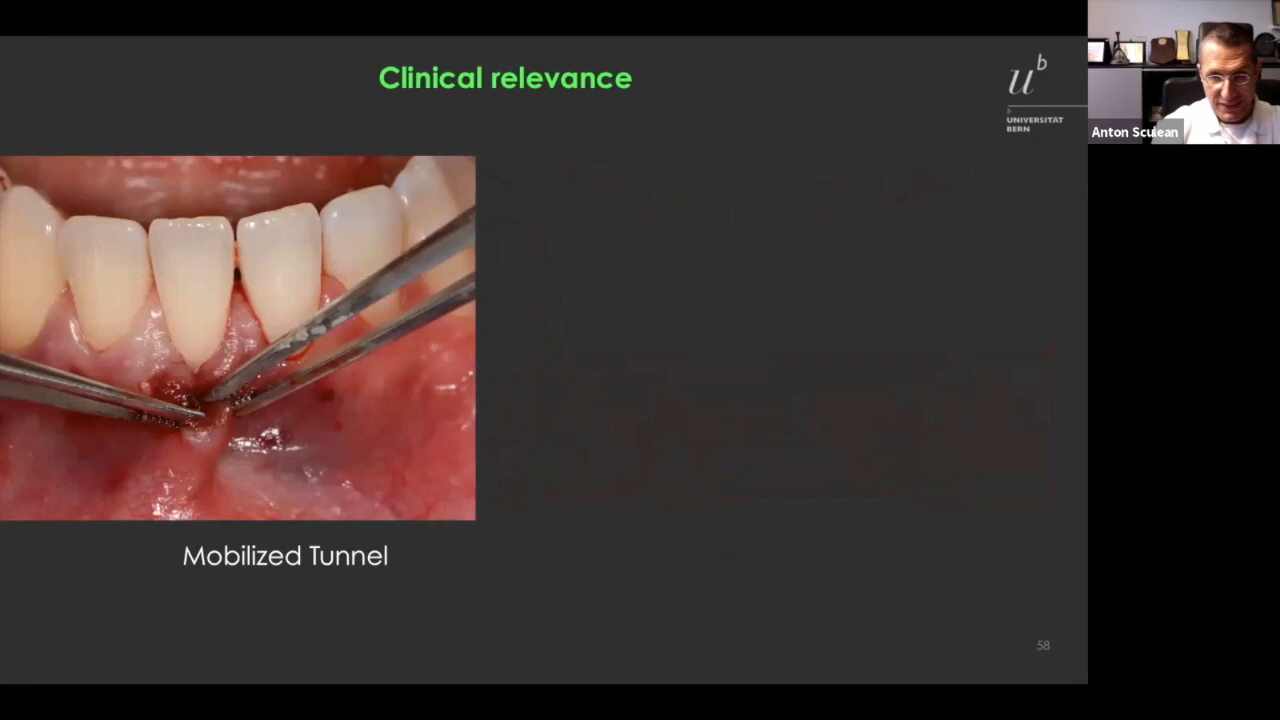 Clinical relevance
u
b
b
UNIVERSITÄT
BERN
Anton Sculean
Mobilized Tunnel
58